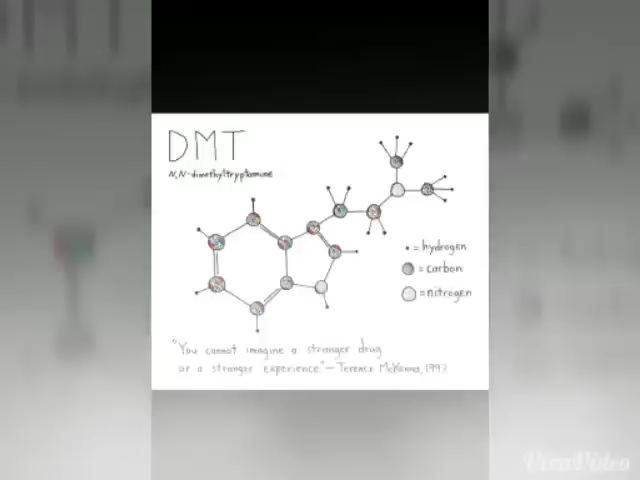 DMT
N,N-dimethyltryptamine
• = hydrogen
= carbon
= nitrogen
"You cannot imagine a stranger drug
or a stranger experience." — Terence McKenna, 1993
VivaVideo